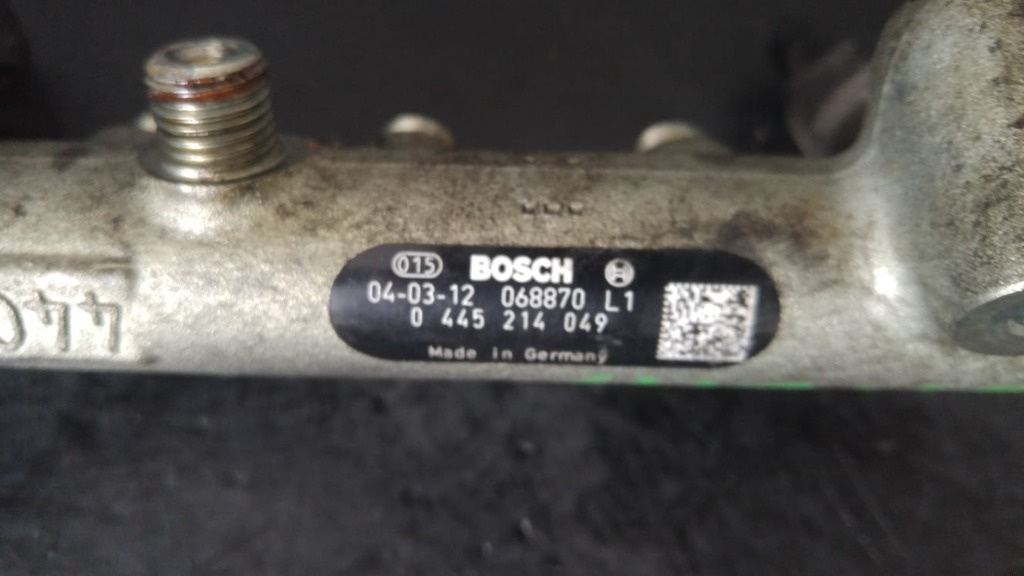 015 BOSCH
04-03-12 068870 L1
0 445 214 049
Made in Germany